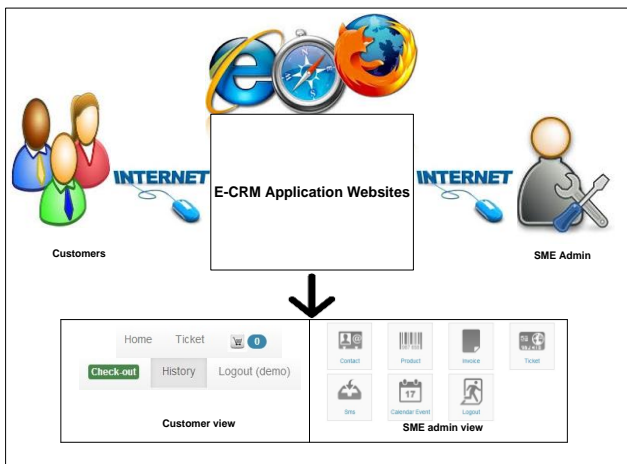 INTERNET
E-CRM Application Websites
INTERNET
Customers
SME Admin
Home Ticket 0
Check-out History Logout (demo)
Customer view
Contact Product Invoice Ticket
17
Sms Calendar Event Logout
SME admin view